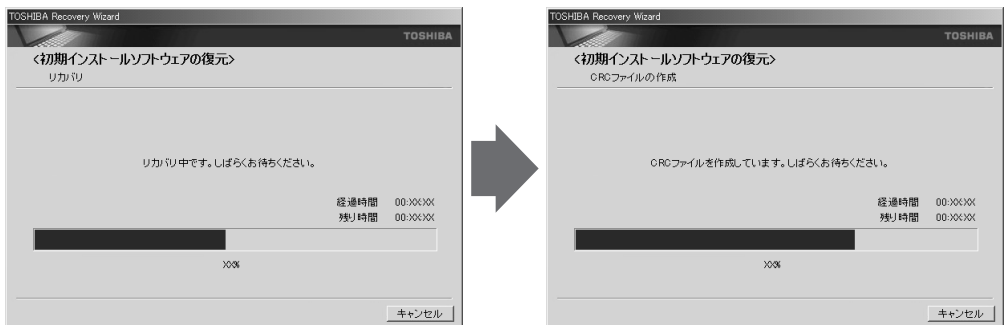 TOSHIBA Recovery Wizard
TOSHIBA
<初期インストールソフトウェアの復元>
リカバリ
リカバリ中です。しばらくお待ちください。
経過時間 00:XX:XX
残り時間 00:XX:XX
XX%
キャンセル
TOSHIBA Recovery Wizard
TOSHIBA
<初期インストールソフトウェアの復元>
CRCファイルの作成
CRCファイルを作成しています。しばらくお待ちください。
経過時間 00:XX:XX
残り時間 00:XX:XX
XX%
キャンセル